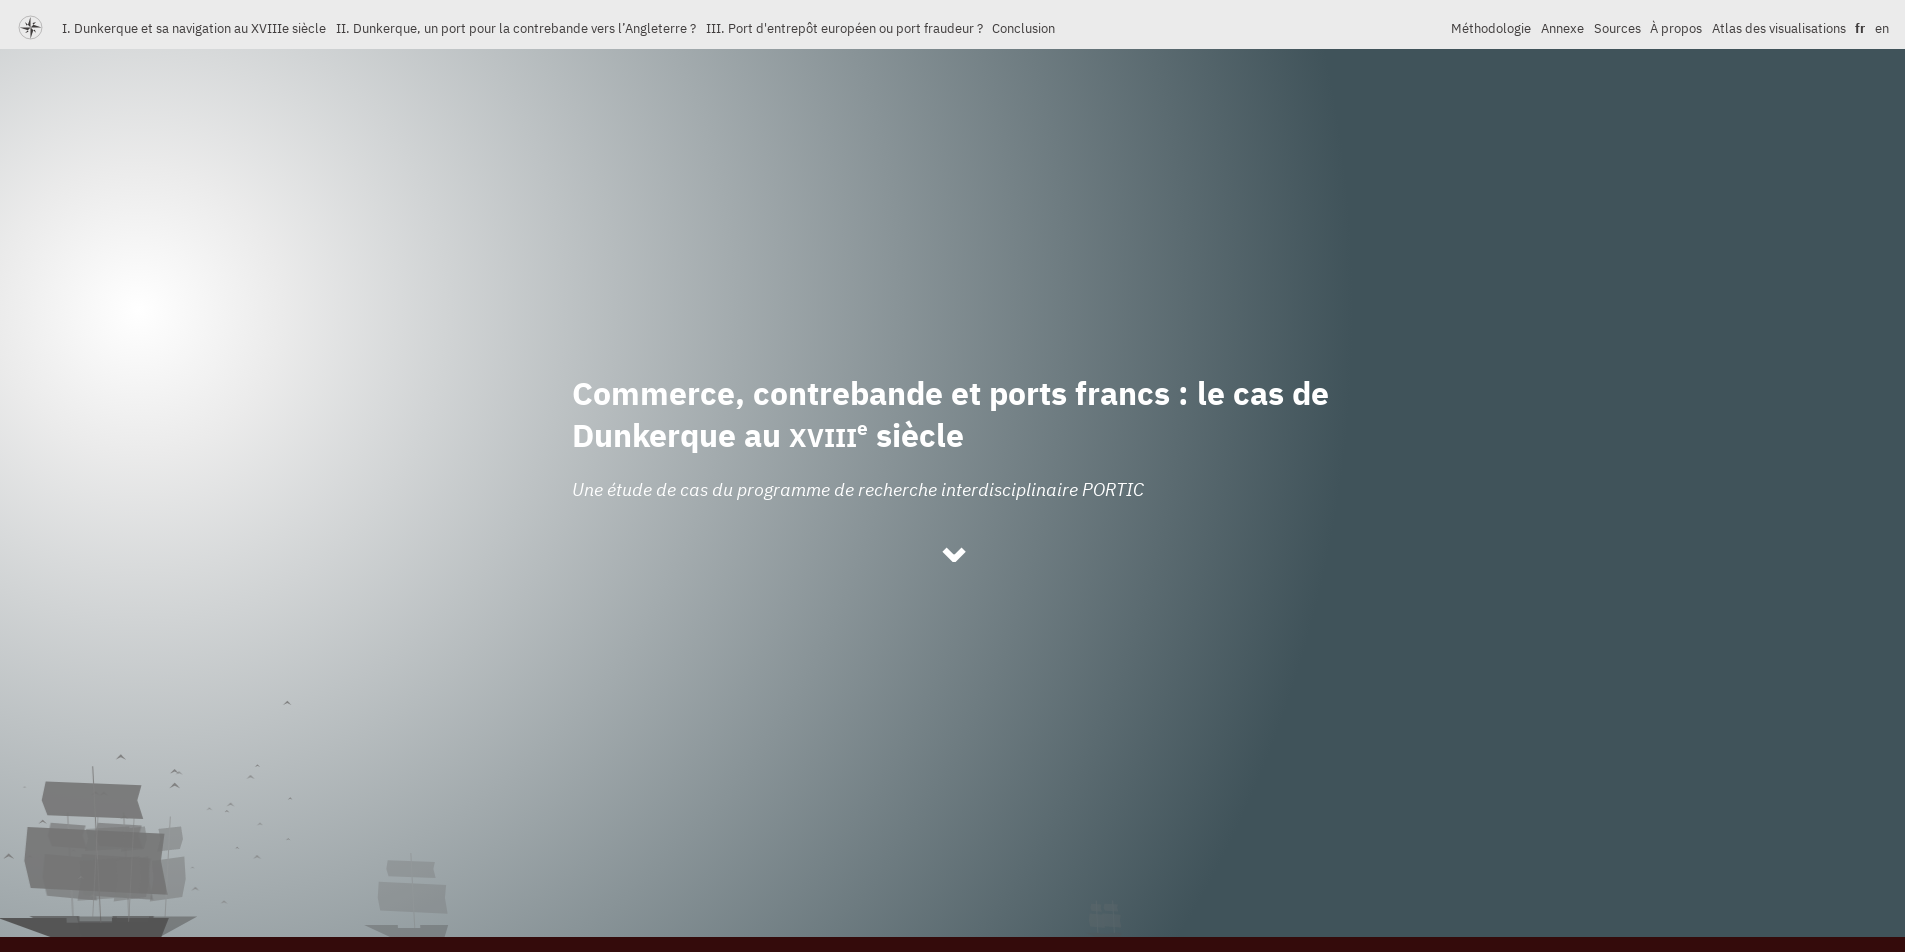 I. Dunkerque et sa navigation au XVIIIe siècle II. Dunkerque, un port pour la contrebande vers l’Angleterre ? III. Port d'entrepôt européen ou port fraudeur ? Conclusion Méthodologie Annexe Sources À propos Atlas des visualisations fr en
Commerce, contrebande et ports francs : le cas de
Dunkerque au XVIIIe siècle
Une étude de cas du programme de recherche interdisciplinaire PORTIC